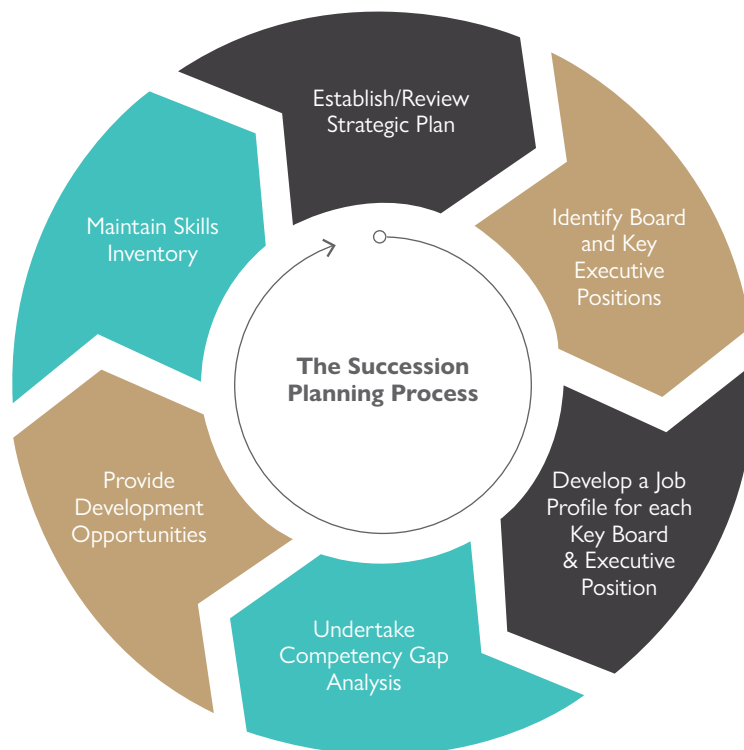 Establish/Review
Strategic Plan
Identify Board
and Key
Executive
Positions
Develop a Job
Profile for each
Key Board
& Executive
Position
Undertake
Competency Gap
Analysis
Provide
Development
Opportunities
Maintain Skills
Inventory
The Succession
Planning Process